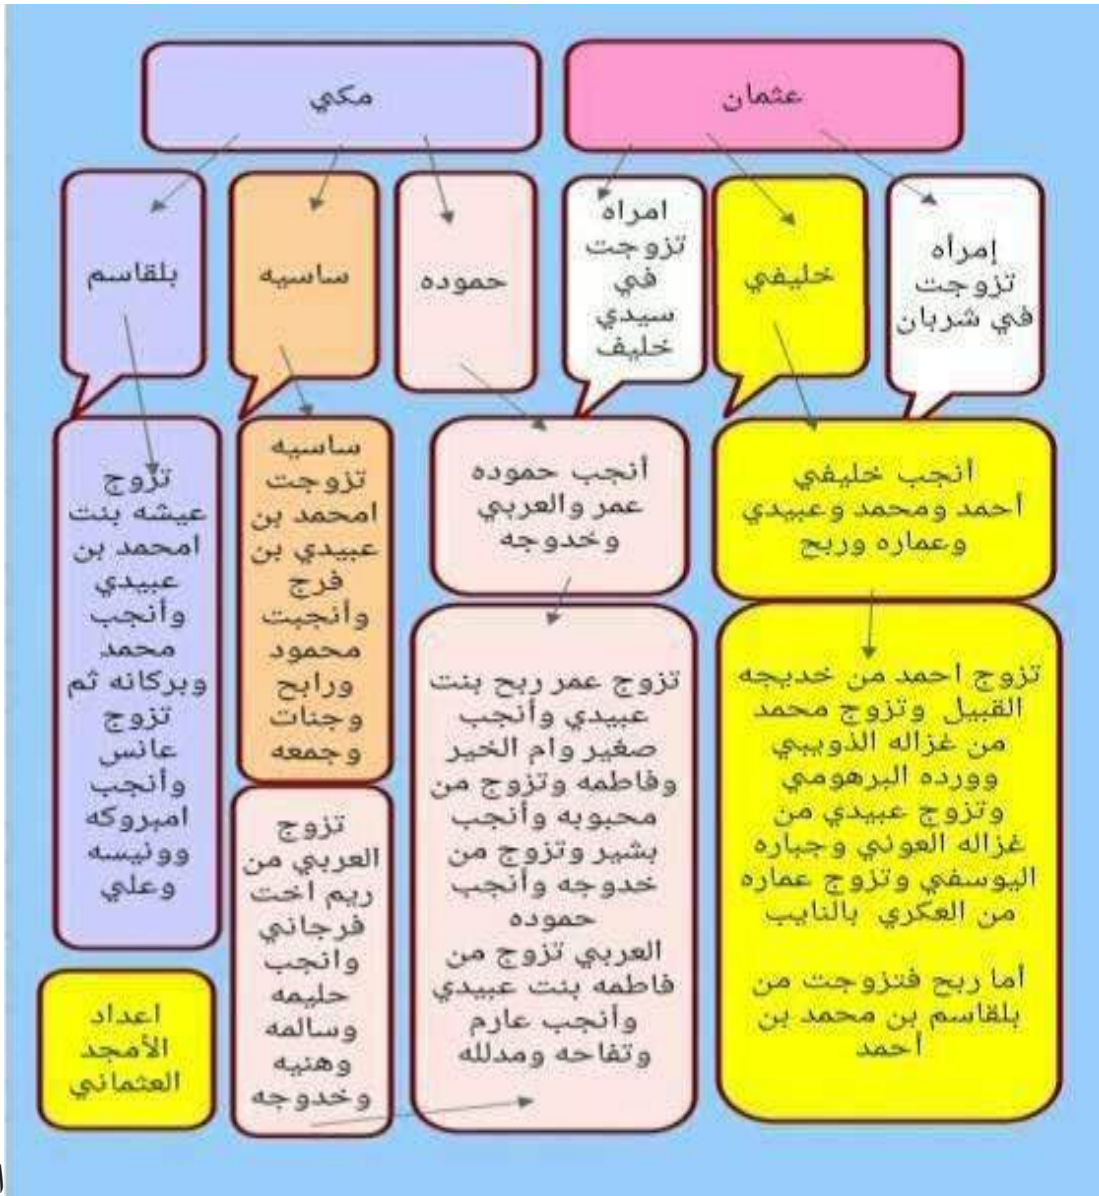 عثمان
مكي
إمرأه
تزوجت
في شربان
خليفي
امراه
تزوجت
في
سيدي
خليف
حموده
ساسيه
بلقاسم
أنجب خليفي
أحمد ومحمد وعبيدي
وعماره وربح
أنجب حموده
عمر والعربي
وخدوجه
ساسيه
تزوجت
امحمد بن
عبيدي بن
فرج
وأنجبت
محمود
ورابح
وجنات
وجمعه
تزوج
عيشه بنت
امحمد بن
عبيدي
وأنجب
محمد
وبركانه ثم
تزوج
عانس
وأنجب
امبروكه
وونيسه
وعلي
تزوج احمد من خديجه
القبيل وتزوج محمد
من غزاله الذويبي
وورده البرهومي
وتزوج عبيدي من
غزاله العوني وجباره
اليوسفي وتزوج عماره
من العكري بالنايب
أما ربح فتزوجت من
بلقاسم بن محمد بن
أحمد
تزوج عمر ربح بنت
عبيدي وأنجب
صغير وام الخير
وفاطمه وتزوج من
محبوبه وأنجب
بشير وتزوج من
خدوجه وأنجب
حموده
العربي تزوج من
فاطمه بنت عبيدي
وأنجب عارم
وتفاحه ومدلله
تزوج
العربي من
ريم اخت
فرجاني
وانجب
حليمه
وسالمه
وهنيه
وخدوجه
اعداد
الأمجد
العثماني